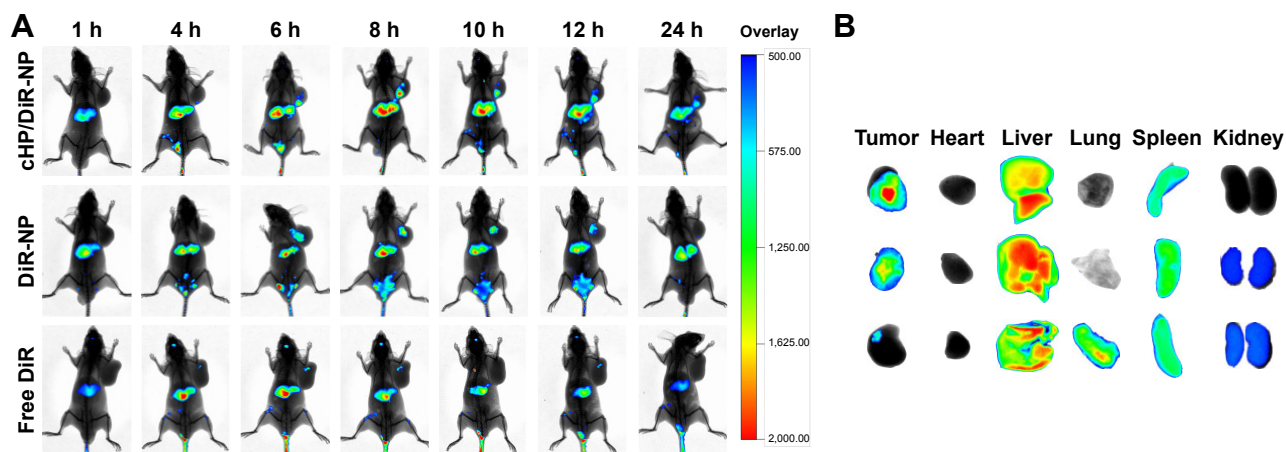 A
1 h 4 h 6 h 8 h 10 h 12 h 24 h
Overlay
B
cHP/DiR-NP
DiR-NP
Free DiR
500.00
575.00
1,250.00
1,625.00
2,000.00
Tumor Heart Liver Lung Spleen Kidney